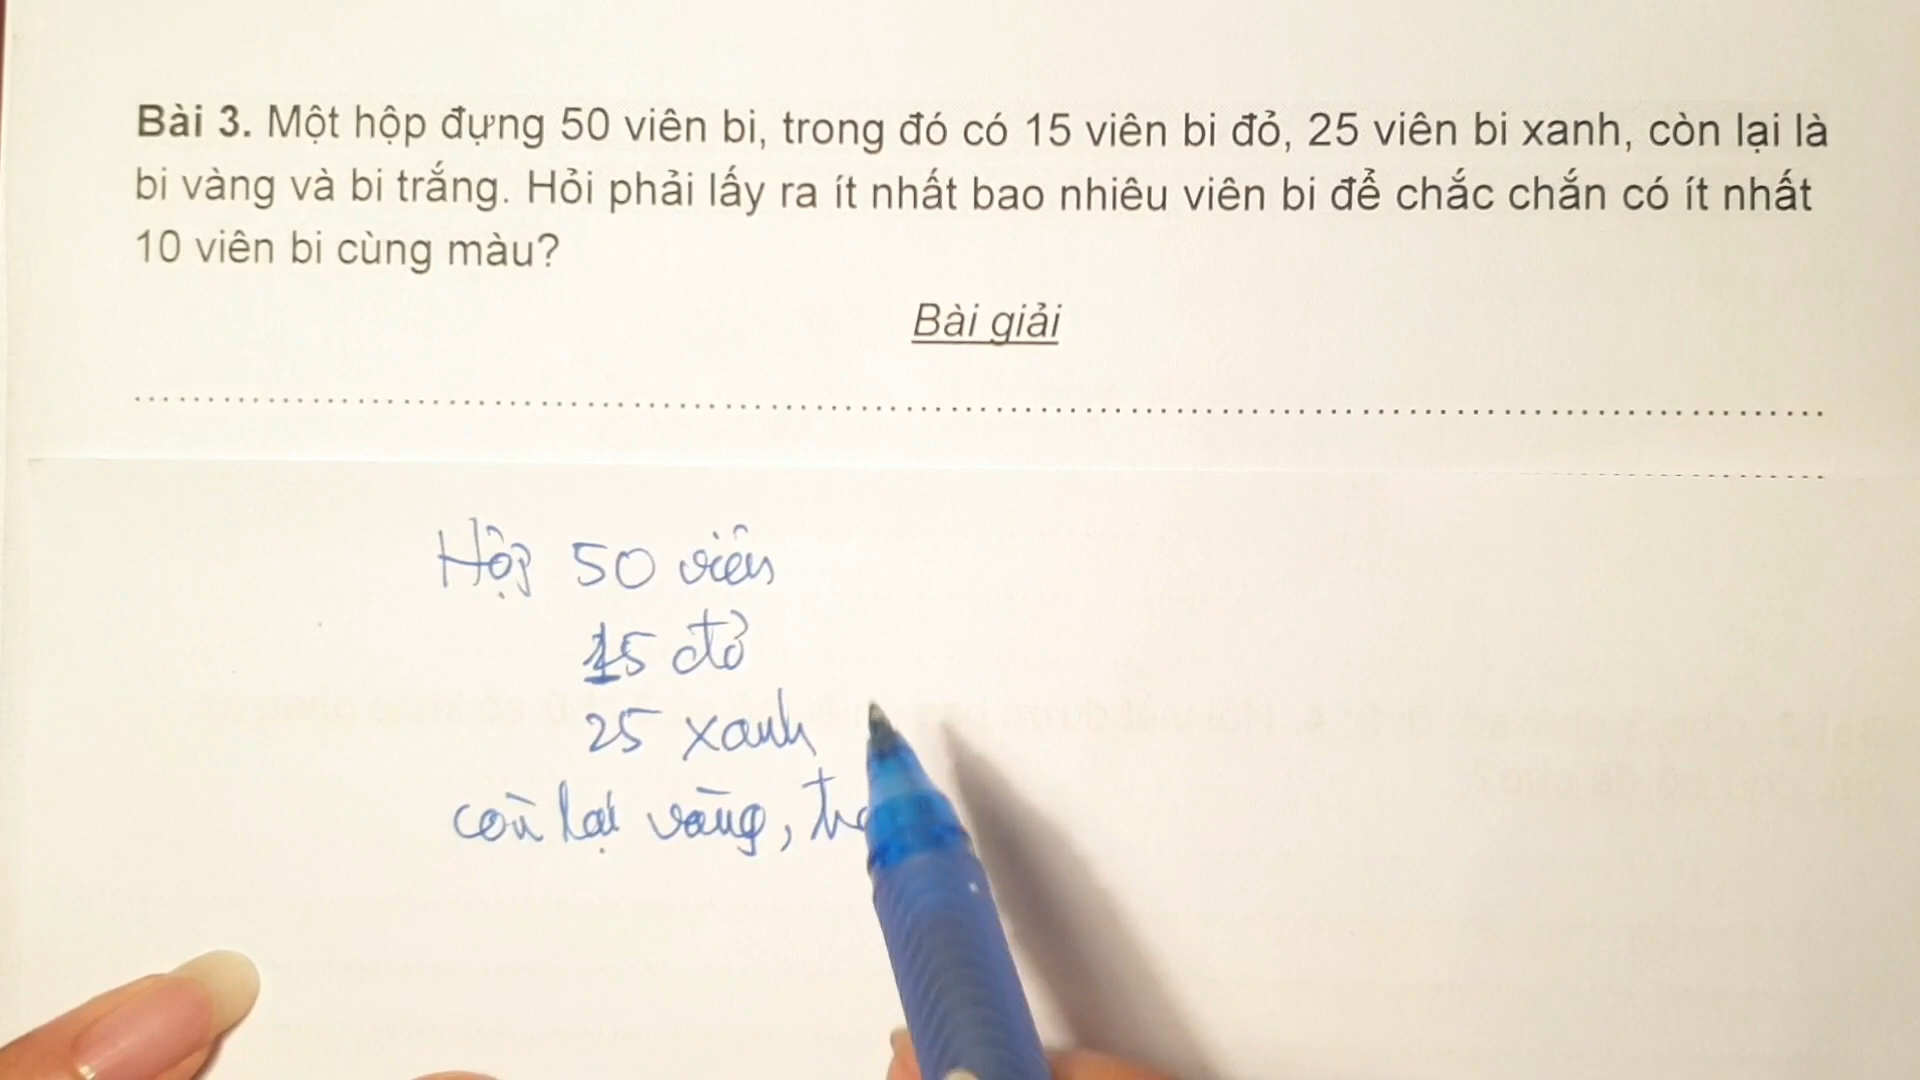 Bài 3. Một hộp đựng 50 viên bi, trong đó có 15 viên bi đỏ, 25 viên bi xanh, còn lại là
bi vàng và bi trắng. Hỏi phải lấy ra ít nhất bao nhiêu viên bi để chắc chắn có ít nhất
10 viên bi cùng màu?
Bài giải
Hộp 50 viên
15 đỏ
25 xanh
còn lại vàng,